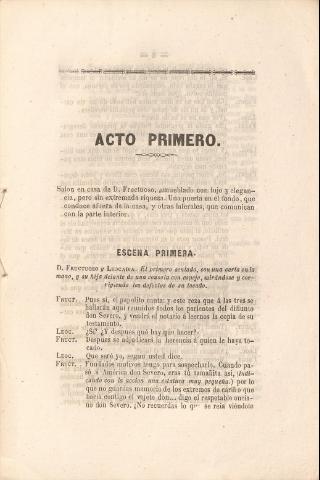 ACTO PRIMERO.
Salon en casa de D. Fructuoso, amueblado con lujo y elegan-
cia, pero sin extremada riqueza. Una puerta en el fondo, que
conduce afuera de la casa, y otras laterales, que comunican
con la parte interior.
ESCENA PRIMERA.
D. FRUCTUOSO y LEOCADIA. El primero sentado, con una carta en la
mano, y su hija delante de una consola con espejo, mirándose y cor-
rigiendo los defectos de su tocado.
FRUCT. Pues sí, el papelito canta: y este reza que á las tres se
hallarán aquí reunidos todos los parientes del difunto
don Severo, y vendrá el notario á leernos la copia de su
testamento.
LEOC. ¿Sí? ¿Y despues qué hay que hacer?
FRUCT. Despues se adjudicará la herencia á quien le haya to-
cado.
LEOC. Que será yo, segun usted dice.
FRUCT. Fundados motivos tengo para sospecharlo. Cuando pa-
só á América don Severo, eras tú tamañita así, (Indi-
cando con la accion una estatura muy pequeña.) por lo
que no guardas memoria de los extremos de cariño que
hacia contigo el vejete don... digo el respetable ancia-
no don Severo. ¿No recuerdas lo que se reia viéndote